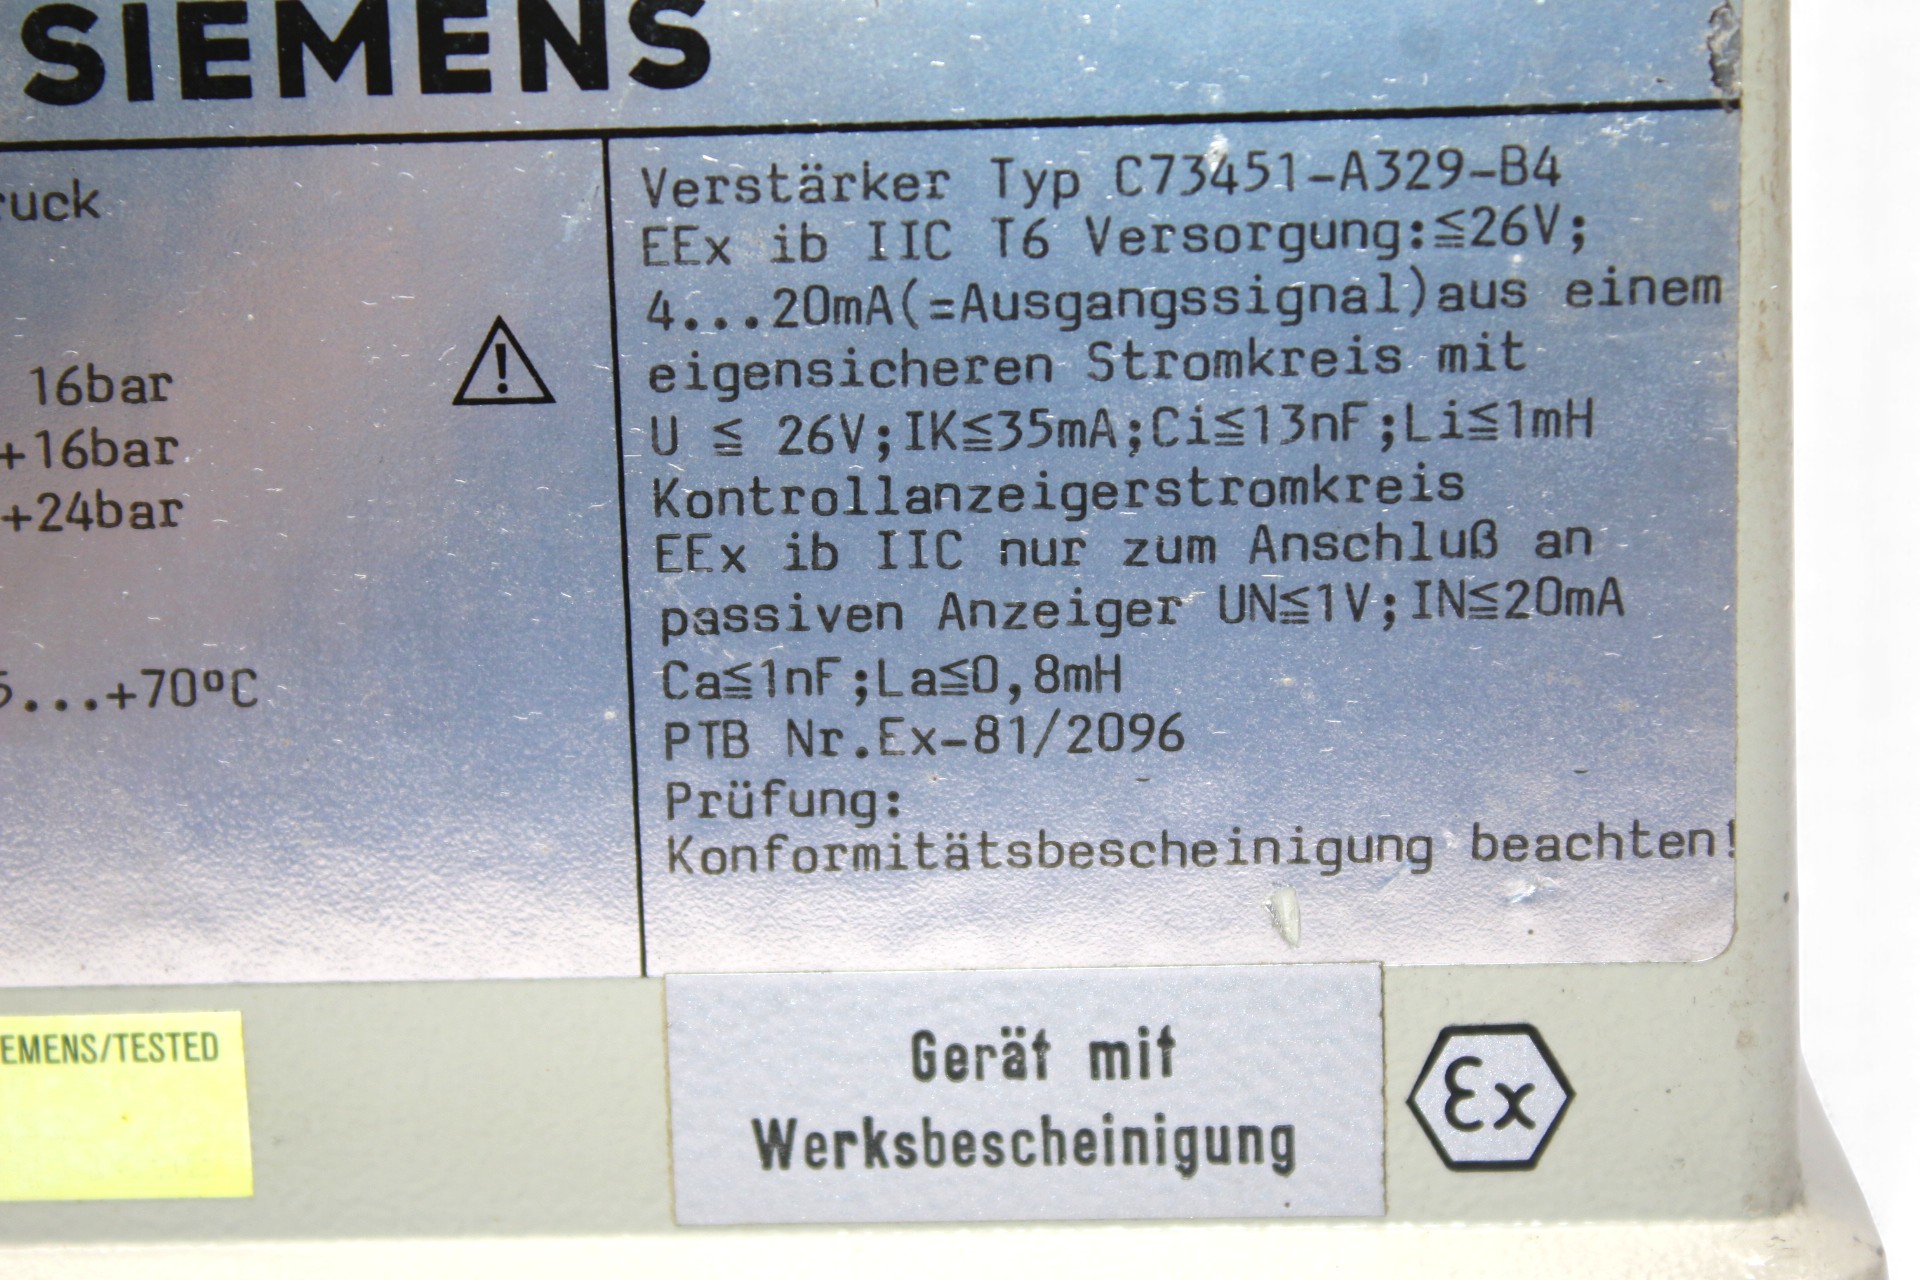 SIEMENS
16bar
+16bar
+24bar
...+70°C
Verstärker Typ C73451-A329-B4
EEx ib IIC T6 Versorgung:≦26V;
4...20mA(=Ausgangssignal)aus einem
eigensicheren Stromkreis mit
U ≦ 26V;IK≦35mA;Ci≦13nF;Li≦1mH
Kontrollanzeigerstromkreis
EEx ib IIC nur zum Anschluß an
passiven Anzeiger UN≦1V;IN≦20mA
Ca≦1nF;La≦0,8mH
PTB Nr.Ex-81/2096
Prüfung:
Konformitätsbescheinigung beachten!
EMENS/TESTED
Gerät mit
Werksbescheinigung
Ex